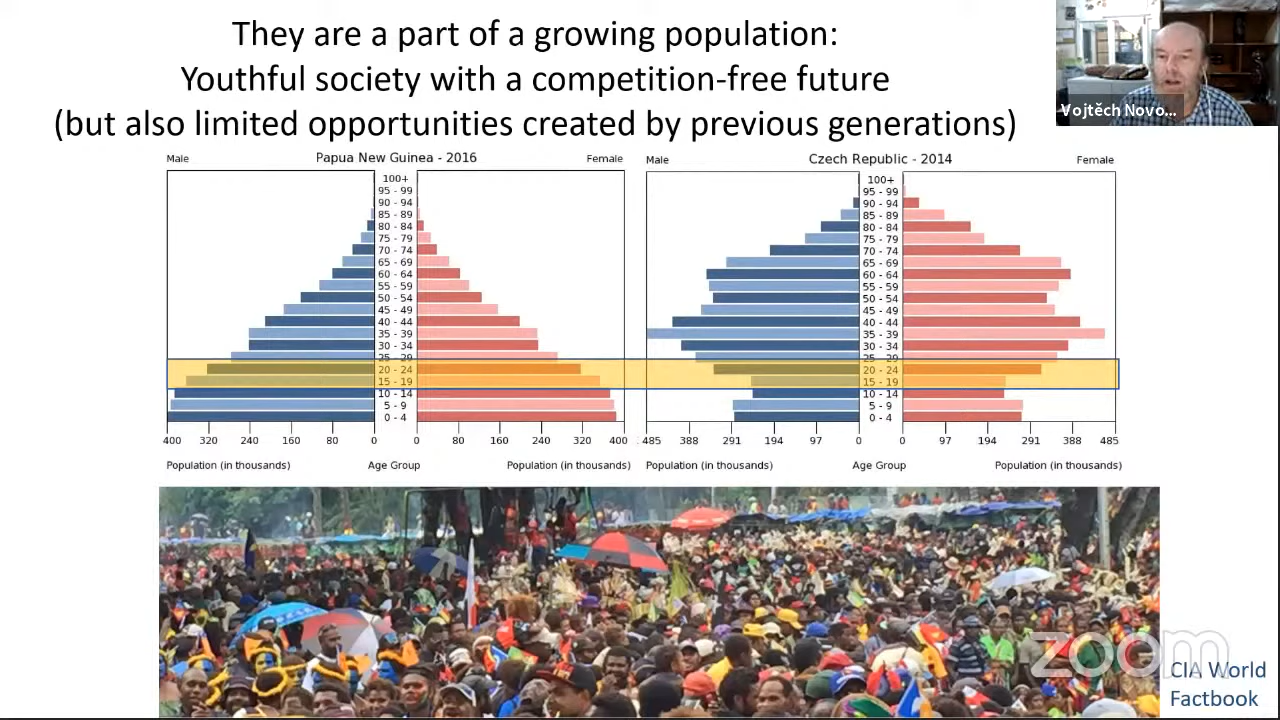 They are a part of a growing population:
Youthful society with a competition-free future
(but also limited opportunities created by previous generations)
Vojtěch Novo...
Male Papua New Guinea - 2016 Female
100+
95 - 99
90 - 94
85 - 89
80 - 84
75 - 79
70 - 74
65 - 69
60 - 64
55 - 59
50 - 54
45 - 49
40 - 44
35 - 39
30 - 34
25 - 29
20 - 24
15 - 19
10 - 14
5 - 9
0 - 4
400 320 240 160 80 0 0 80 160 240 320 400
Population (in thousands) Age Group Population (in thousands)
Male Czech Republic - 2014 Female
100+
95 - 99
90 - 94
85 - 89
80 - 84
75 - 79
70 - 74
65 - 69
60 - 64
55 - 59
50 - 54
45 - 49
40 - 44
35 - 39
30 - 34
25 - 29
20 - 24
15 - 19
10 - 14
5 - 9
0 - 4
485 388 291 194 97 0 0 97 194 291 388 485
Population (in thousands) Age Group Population (in thousands)
zoom
CIA World
Factbook